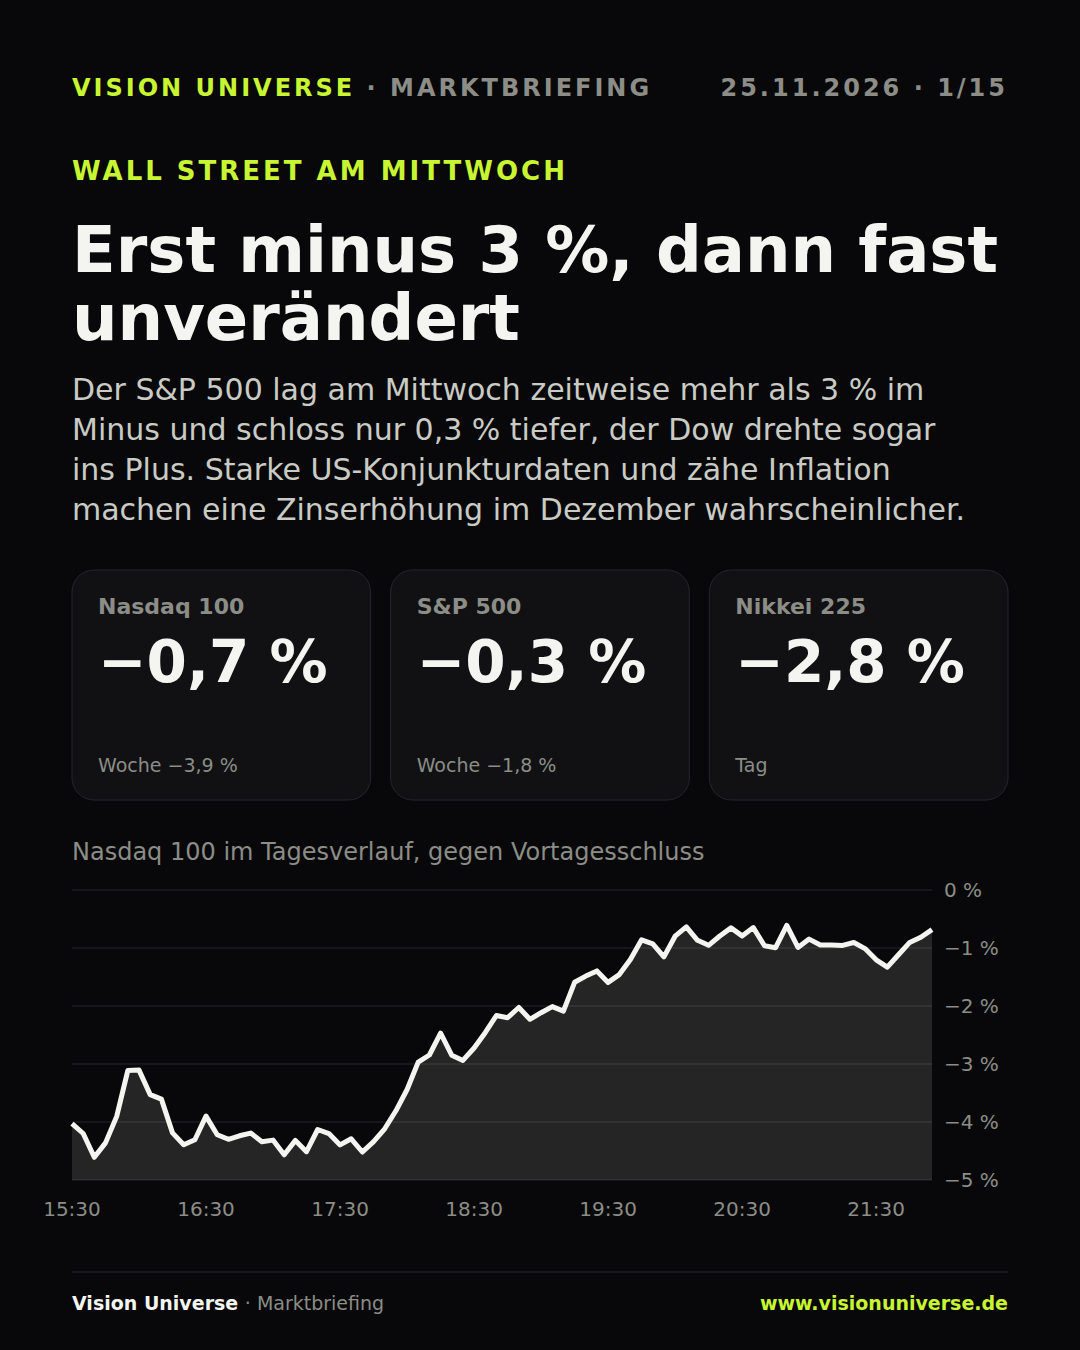 VISION UNIVERSE · MARKTBRIEFING 25.11.2026 · 1/15
WALL STREET AM MITTWOCH
Erst minus 3 %, dann fast
unverändert
Der S&P 500 lag am Mittwoch zeitweise mehr als 3 % im
Minus und schloss nur 0,3 % tiefer, der Dow drehte sogar
ins Plus. Starke US-Konjunkturdaten und zähe Inflation
machen eine Zinserhöhung im Dezember wahrscheinlicher.
Nasdaq 100
−0,7 %
Woche −3,9 %
S&P 500
−0,3 %
Woche −1,8 %
Nikkei 225
−2,8 %
Tag
Nasdaq 100 im Tagesverlauf, gegen Vortagesschluss
0 %
−1 %
−2 %
−3 %
−4 %
−5 %
15:30 16:30 17:30 18:30 19:30 20:30 21:30
Vision Universe · Marktbriefing www.visionuniverse.de